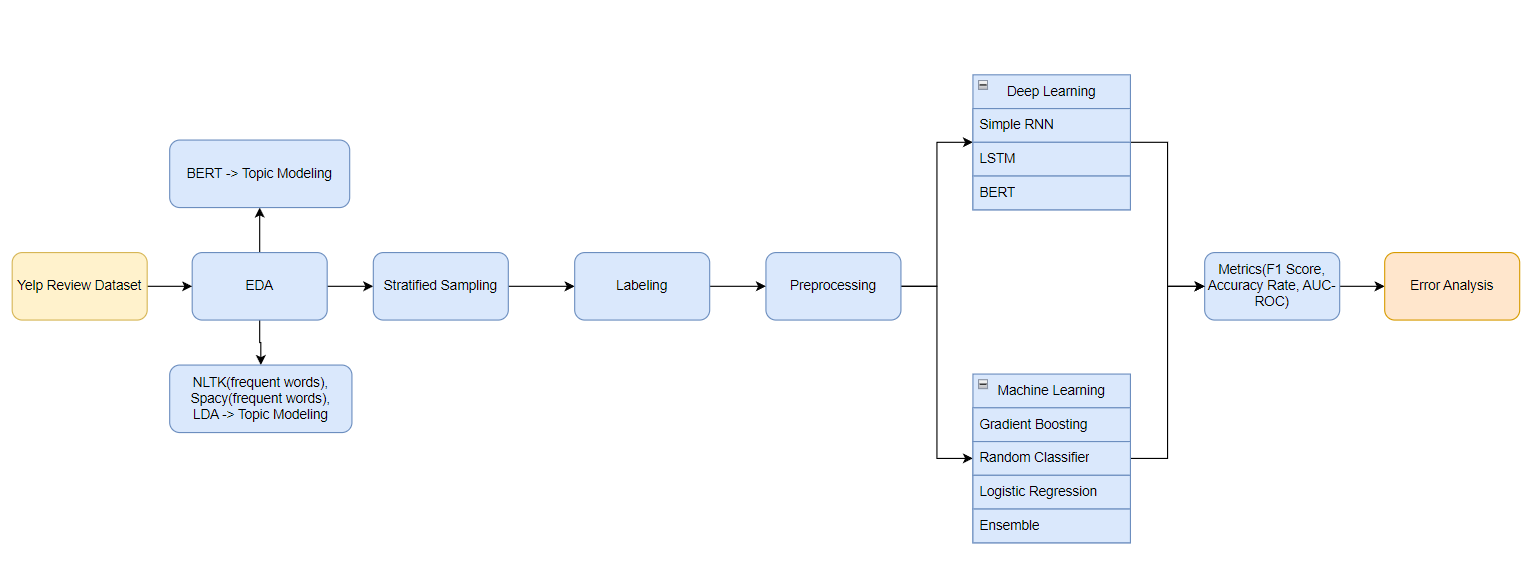 Yelp Review Dataset
BERT -> Topic Modeling
EDA
NLTK(frequent words),
Spacy(frequent words),
LDA -> Topic Modeling
Stratified Sampling
Labeling
Preprocessing
Deep Learning
Simple RNN
LSTM
BERT
Machine Learning
Gradient Boosting
Random Classifier
Logistic Regression
Ensemble
Metrics(F1 Score,
Accuracy Rate, AUC-
ROC)
Error Analysis